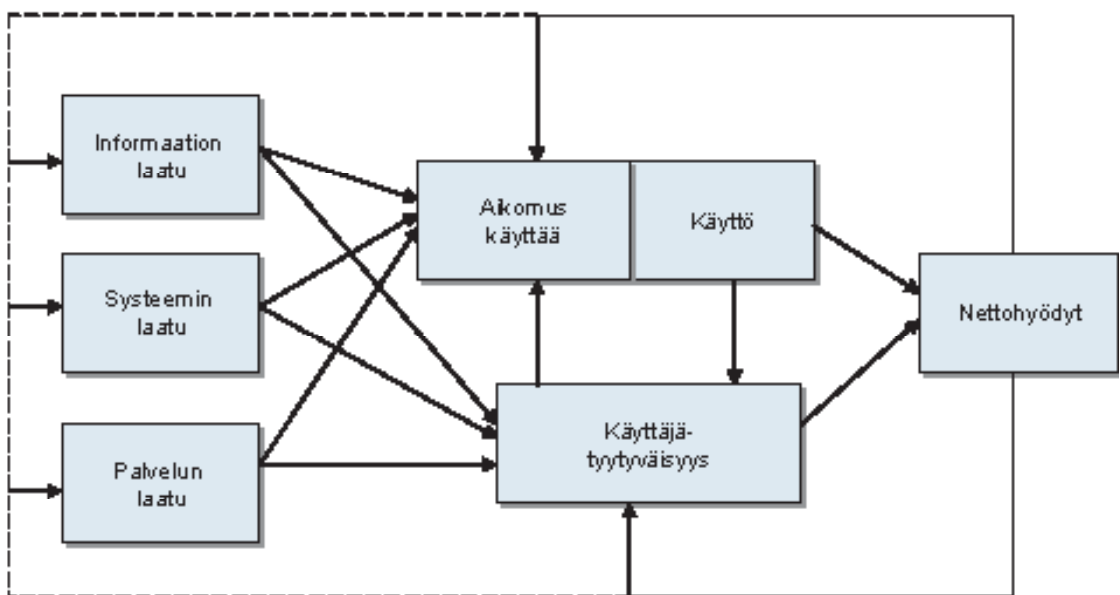 Informaation
laatu
Aikomus
käyttää
Käyttö
Systeemin
laatu
Nettohyödyt
Palvelun
laatu
Käyttäjä-
tyytyväisyys